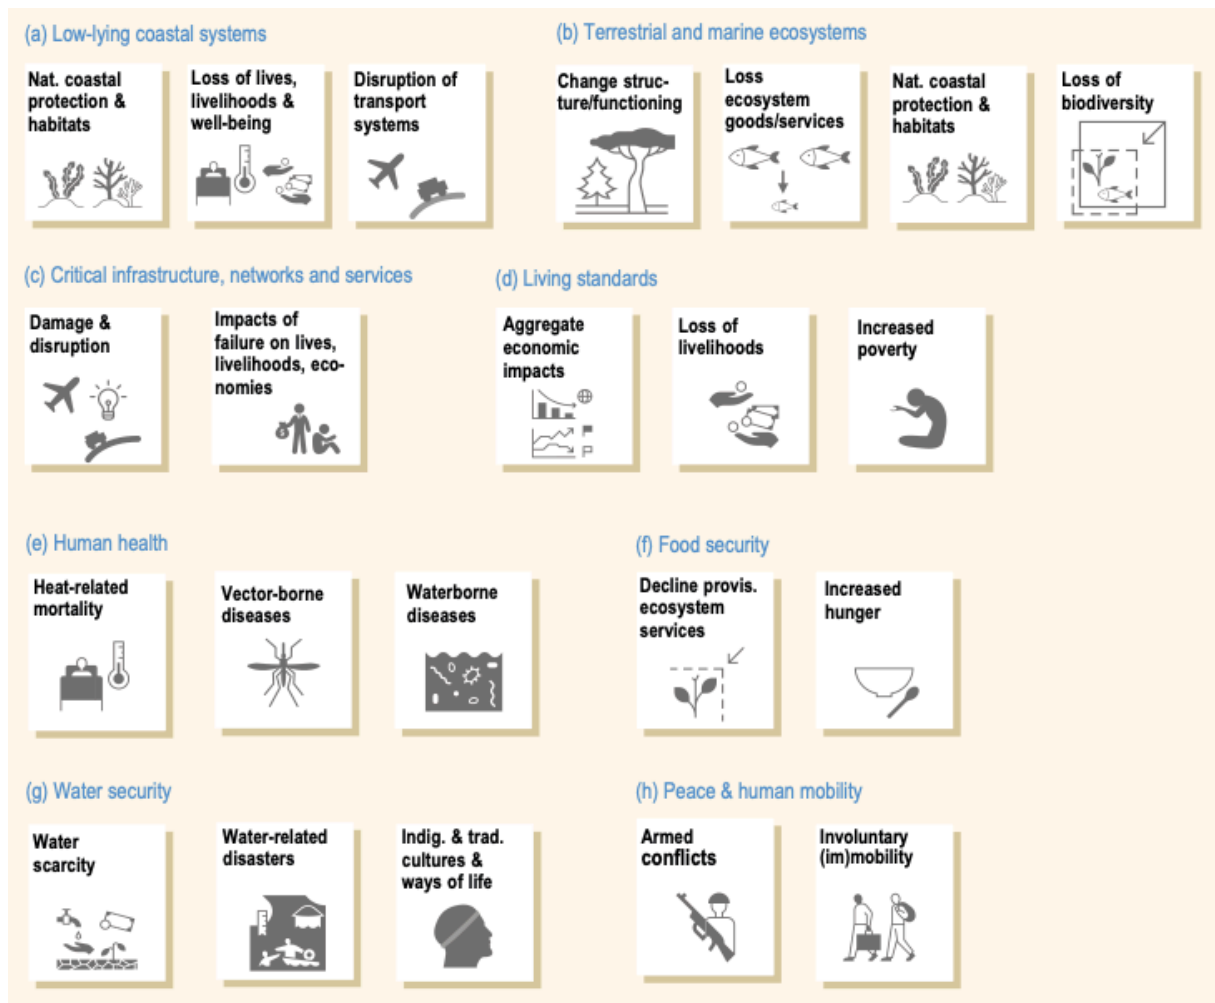 (a) Low-lying coastal systems
Nat. coastal
protection &
habitats
Loss of lives,
livelihoods &
well-being
Disruption of
transport
systems
(b) Terrestrial and marine ecosystems
Change struc-
ture/functioning
Loss
ecosystem
goods/services
Nat. coastal
protection &
habitats
Loss of
biodiversity
(c) Critical infrastructure, networks and services
Damage &
disruption
Impacts of
failure on lives,
livelihoods, eco-
nomies
(d) Living standards
Aggregate
economic
impacts
Loss of
livelihoods
Increased
poverty
(e) Human health
Heat-related
mortality
Vector-borne
diseases
Waterborne
diseases
(f) Food security
Decline provis.
ecosystem
services
Increased
hunger
(g) Water security
Water
scarcity
Water-related
disasters
Indig. & trad.
cultures &
ways of life
(h) Peace & human mobility
Armed
conflicts
Involuntary
(im)mobility